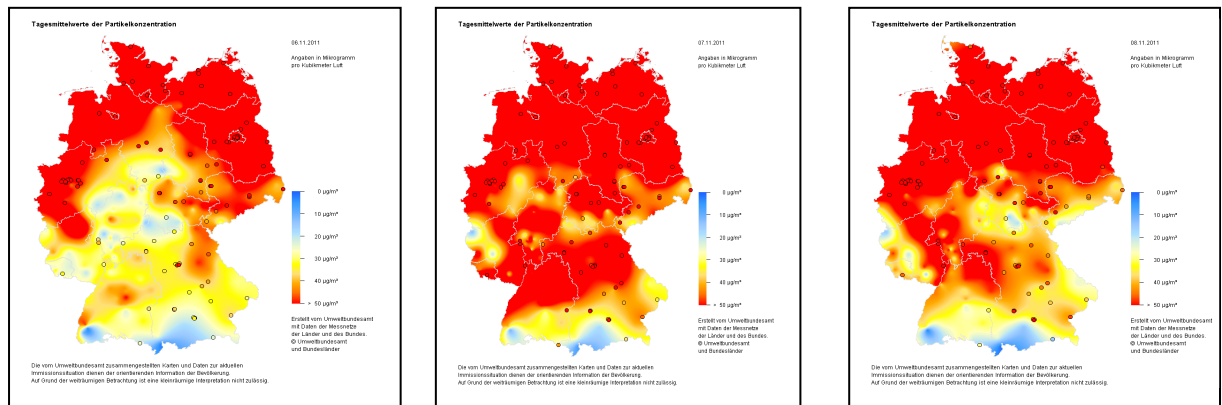 Tagesmittelwerte der Partikelkonzentration
06.11.2011
Angaben in Mikrogramm
pro Kubikmeter Luft
0 µg/m³
10 µg/m³
20 µg/m³
30 µg/m³
40 µg/m³
> 50 µg/m³
Erstellt vom Umweltbundesamt
mit Daten der Messnetze
der Länder und des Bundes.
© Umweltbundesamt
und Bundesländer
Die vom Umweltbundesamt zusammengestellten Karten und Daten zur aktuellen
Immissionssituation dienen der orientierenden Information der Bevölkerung.
Auf Grund der weiträumigen Betrachtung ist eine kleinräumige Interpretation nicht zulässig.
Tagesmittelwerte der Partikelkonzentration
07.11.2011
Angaben in Mikrogramm
pro Kubikmeter Luft
0 µg/m³
10 µg/m³
20 µg/m³
30 µg/m³
40 µg/m³
> 50 µg/m³
Erstellt vom Umweltbundesamt
mit Daten der Messnetze
der Länder und des Bundes.
© Umweltbundesamt
und Bundesländer
Die vom Umweltbundesamt zusammengestellten Karten und Daten zur aktuellen
Immissionssituation dienen der orientierenden Information der Bevölkerung.
Auf Grund der weiträumigen Betrachtung ist eine kleinräumige Interpretation nicht zulässig.
Tagesmittelwerte der Partikelkonzentration
08.11.2011
Angaben in Mikrogramm
pro Kubikmeter Luft
0 µg/m³
10 µg/m³
20 µg/m³
30 µg/m³
40 µg/m³
> 50 µg/m³
Erstellt vom Umweltbundesamt
mit Daten der Messnetze
der Länder und des Bundes.
© Umweltbundesamt
und Bundesländer
Die vom Umweltbundesamt zusammengestellten Karten und Daten zur aktuellen
Immissionssituation dienen der orientierenden Information der Bevölkerung.
Auf Grund der weiträumigen Betrachtung ist eine kleinräumige Interpretation nicht zulässig.